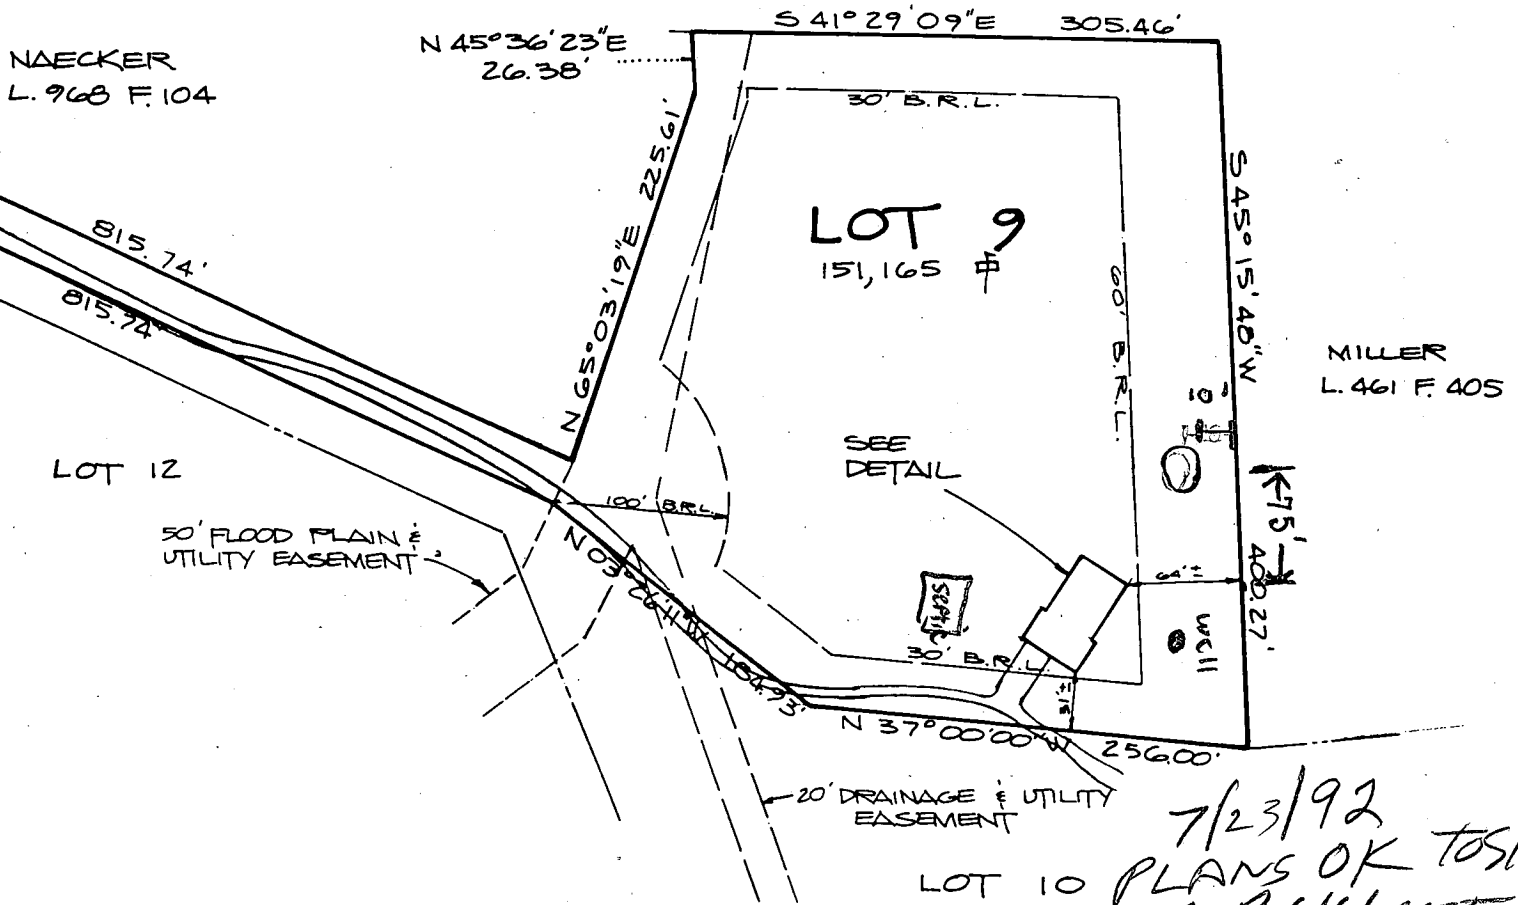 S 41° 29' 09" E 305.46'
N 45° 36' 23" E
26.38'
NAECKER
L. 968 F. 104
30' B.R.L.
N 65° 03' 19" E 225.61'
LOT 9
151,165
S 45° 15' 48" W
400.27'
60' B.R.L.
815.74'
815.74'
MILLER
L. 461 F. 405
10'
SEE
DETAIL
LOT 12
100' B.R.L.
75'
50' FLOOD PLAIN &
UTILITY EASEMENT
64'±
septic
well
30' B.R.L.
184.93'
N 37° 00' 00" W 256.00'
20' DRAINAGE & UTILITY
EASEMENT
7/23/92
PLANS OK
LOT 10